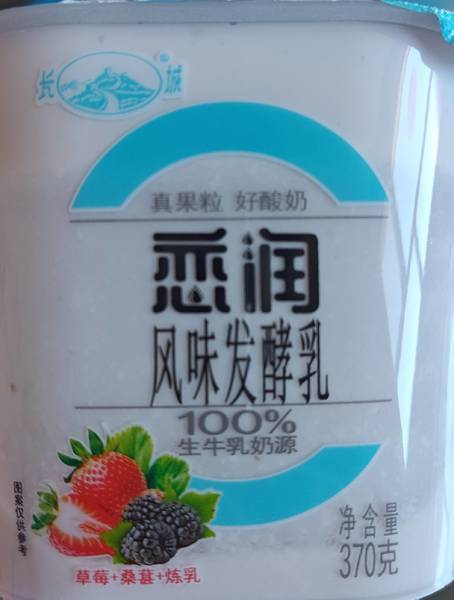 长城®
真果粒 好酸奶
恋润
风味发酵乳
100%
生牛乳奶源
图案仅供参考
草莓+桑葚+炼乳
净含量
370克